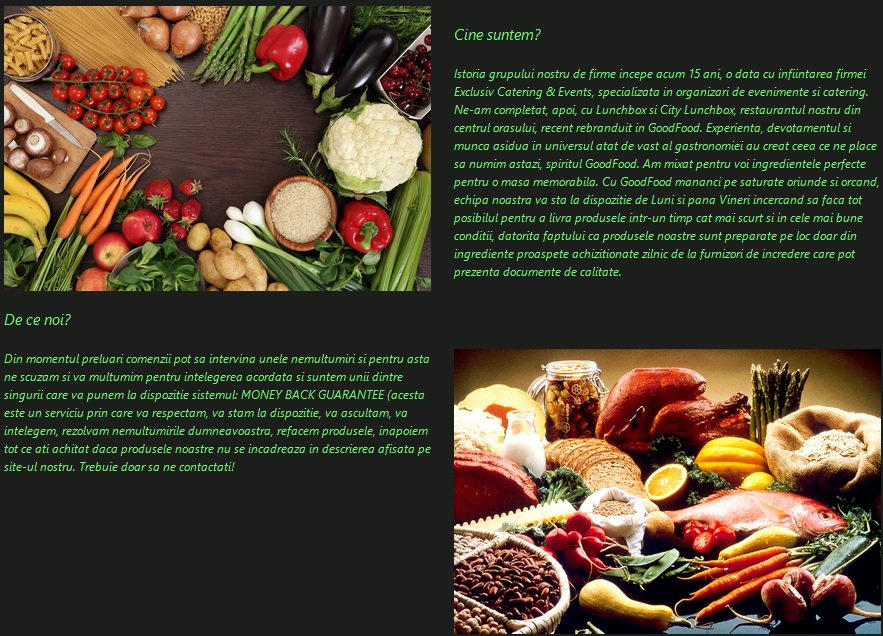 Cine suntem?
Istoria grupului nostru de firme incepe acum 15 ani, o data cu infiintarea firmei
Exclusiv Catering & Events, specializata in organizari de evenimente si catering.
Ne-am completat, apoi, cu Lunchbox si City Lunchbox, restaurantul nostru din
centrul orasului, recent rebranduit in GoodFood. Experienta, devotamentul si
munca asidua in universul atat de vast al gastronomiei au creat ceea ce ne place
sa numim astazi, spiritul GoodFood. Am mixat pentru voi ingredientele perfecte
pentru o masa memorabila. Cu GoodFood mananci pe saturate oriunde si orcand,
echipa noastra va sta la dispozitie de Luni si pana Vineri incercand sa faca tot
posibilul pentru a livra produsele intr-un timp cat mai scurt si in cele mai bune
conditii, datorita faptului ca produsele noastre sunt preparate pe loc doar din
ingrediente proaspete achizitionate zilnic de la furnizori de incredere care pot
prezenta documente de calitate.
De ce noi?
Din momentul preluari comenzii pot sa intervina unele nemultumiri si pentru asta
ne scuzam si va multumim pentru intelegerea acordata si suntem unii dintre
singurii care va punem la dispozitie sistemul: MONEY BACK GUARANTEE (acesta
este un serviciu prin care va respectam, va stam la dispozitie, va ascultam, va
intelegem, rezolvam nemultumirile dumneavoastra, refacem produsele, inapoiem
tot ce ati achitat daca produsele noastre nu se incadreaza in descrierea afisata pe
site-ul nostru. Trebuie doar sa ne contactati!